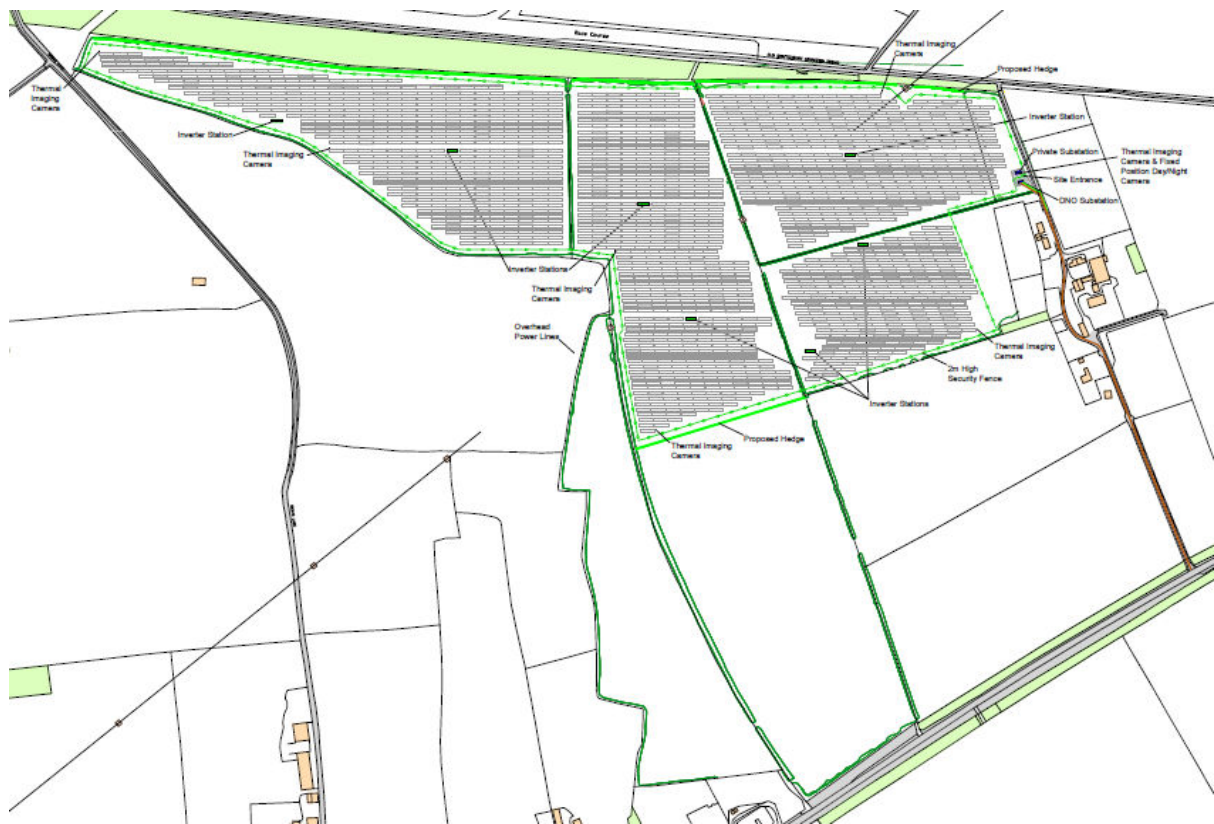 Race Course
Thermal Imaging
Camera
Proposed Hedge
Thermal
Imaging
Camera
Inverter Station
Inverter Station
Thermal Imaging
Camera
Private Substation
Thermal Imaging
Camera & Fixed
Position Day/Night
Camera
Site Entrance
DNO Substation
Inverter Stations
Thermal Imaging
Camera
Overhead
Power Lines
Thermal Imaging
Camera
2m High
Security Fence
Inverter Stations
Proposed Hedge
Thermal Imaging
Camera